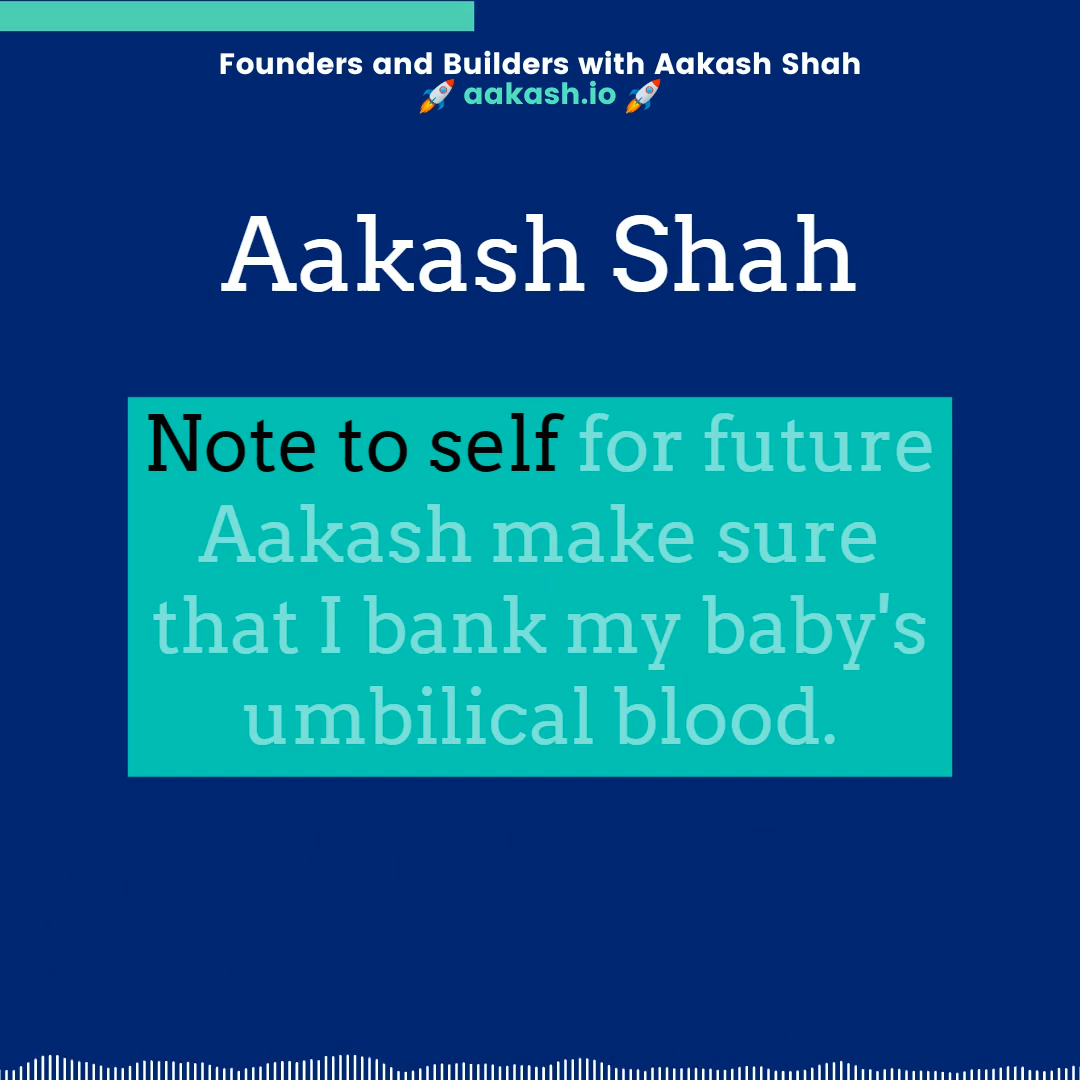 Founders and Builders with Aakash Shah
🚀 aakash.io 🚀
Aakash Shah
Note to self for future
Aakash make sure
that I bank my baby's
umbilical blood.